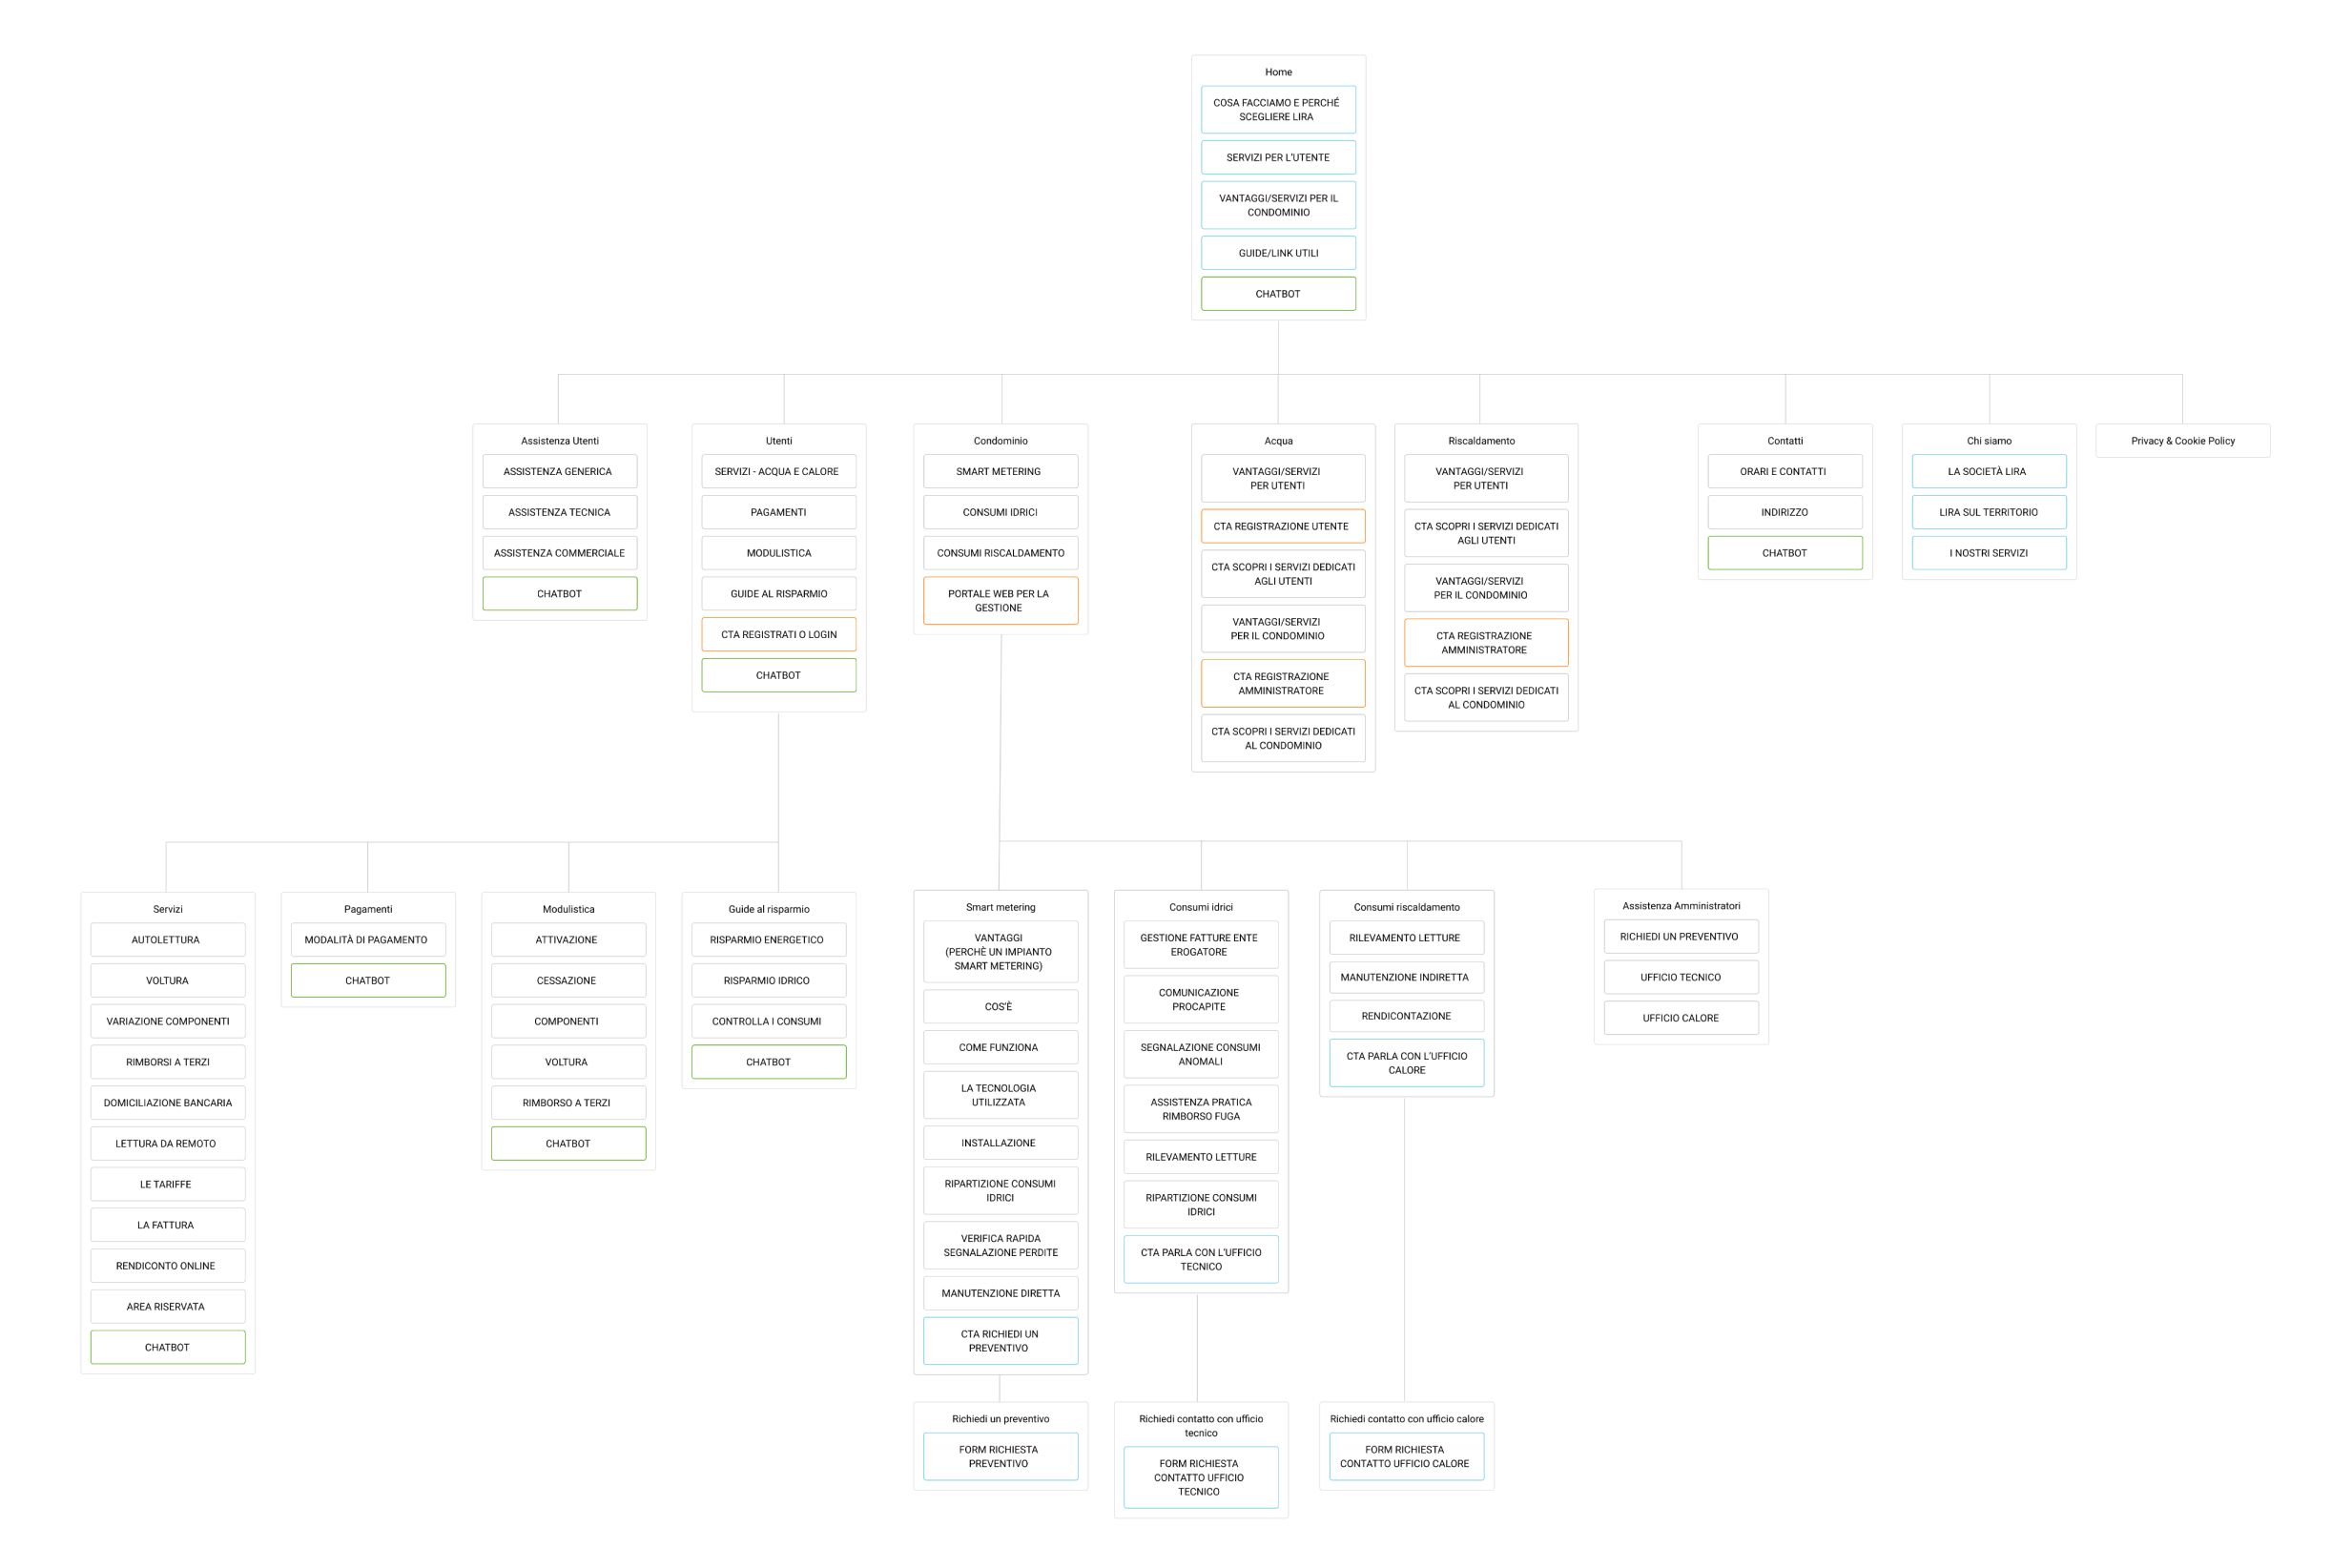 Home
COSA FACCIAMO E PERCHÉ
SCEGLIERE LIRA
SERVIZI PER L'UTENTE
VANTAGGI/SERVIZI PER IL
CONDOMINIO
GUIDE/LINK UTILI
CHATBOT
Assistenza Utenti
ASSISTENZA GENERICA
ASSISTENZA TECNICA
ASSISTENZA COMMERCIALE
CHATBOT
Utenti
SERVIZI - ACQUA E CALORE
PAGAMENTI
MODULISTICA
GUIDE AL RISPARMIO
CTA REGISTRATI O LOGIN
CHATBOT
Condominio
SMART METERING
CONSUMI IDRICI
CONSUMI RISCALDAMENTO
PORTALE WEB PER LA
GESTIONE
Acqua
VANTAGGI/SERVIZI
PER UTENTI
CTA REGISTRAZIONE UTENTE
CTA SCOPRI I SERVIZI DEDICATI
AGLI UTENTI
VANTAGGI/SERVIZI
PER IL CONDOMINIO
CTA REGISTRAZIONE
AMMINISTRATORE
CTA SCOPRI I SERVIZI DEDICATI
AL CONDOMINIO
Riscaldamento
VANTAGGI/SERVIZI
PER UTENTI
CTA SCOPRI I SERVIZI DEDICATI
AGLI UTENTI
VANTAGGI/SERVIZI
PER IL CONDOMINIO
CTA REGISTRAZIONE
AMMINISTRATORE
CTA SCOPRI I SERVIZI DEDICATI
AL CONDOMINIO
Contatti
ORARI E CONTATTI
INDIRIZZO
CHATBOT
Chi siamo
LA SOCIETÀ LIRA
LIRA SUL TERRITORIO
I NOSTRI SERVIZI
Privacy & Cookie Policy
Servizi
AUTOLETTURA
VOLTURA
VARIAZIONE COMPONENTI
RIMBORSI A TERZI
DOMICILIAZIONE BANCARIA
LETTURA DA REMOTO
LE TARIFFE
LA FATTURA
RENDICONTO ONLINE
AREA RISERVATA
CHATBOT
Pagamenti
MODALITÀ DI PAGAMENTO
CHATBOT
Modulistica
ATTIVAZIONE
CESSAZIONE
COMPONENTI
VOLTURA
RIMBORSO A TERZI
CHATBOT
Guide al risparmio
RISPARMIO ENERGETICO
RISPARMIO IDRICO
CONTROLLA I CONSUMI
CHATBOT
Smart metering
VANTAGGI
(PERCHÈ UN IMPIANTO
SMART METERING)
COS'È
COME FUNZIONA
LA TECNOLOGIA
UTILIZZATA
INSTALLAZIONE
RIPARTIZIONE CONSUMI
IDRICI
VERIFICA RAPIDA
SEGNALAZIONE PERDITE
MANUTENZIONE DIRETTA
CTA RICHIEDI UN
PREVENTIVO
Consumi idrici
GESTIONE FATTURE ENTE
EROGATORE
COMUNICAZIONE
PROCAPITE
SEGNALAZIONE CONSUMI
ANOMALI
ASSISTENZA PRATICA
RIMBORSO FUGA
RILEVAMENTO LETTURE
RIPARTIZIONE CONSUMI
IDRICI
CTA PARLA CON L'UFFICIO
TECNICO
Consumi riscaldamento
RILEVAMENTO LETTURE
MANUTENZIONE INDIRETTA
RENDICONTAZIONE
CTA PARLA CON L'UFFICIO
CALORE
Assistenza Amministratori
RICHIEDI UN PREVENTIVO
UFFICIO TECNICO
UFFICIO CALORE
Richiedi un preventivo
FORM RICHIESTA
PREVENTIVO
Richiedi contatto con ufficio
tecnico
FORM RICHIESTA
CONTATTO UFFICIO
TECNICO
Richiedi contatto con ufficio calore
FORM RICHIESTA
CONTATTO UFFICIO CALORE